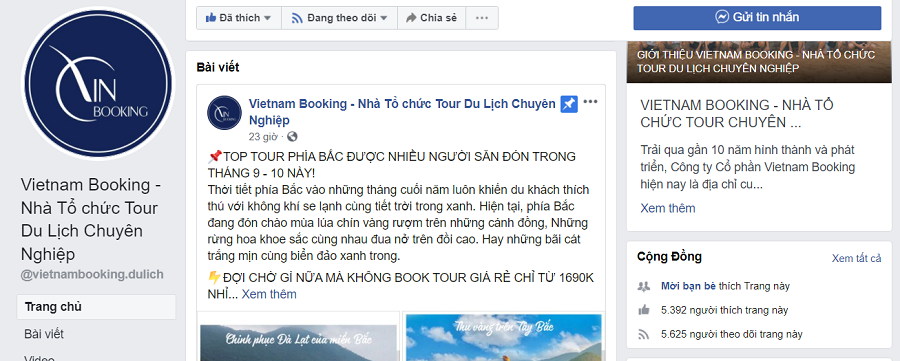 VIN
BOOKING
Vietnam Booking -
Nhà Tổ chức Tour
Du Lịch Chuyên
Nghiệp
@vietnambooking.dulich
Trang chủ
Bài viết
Video
Đã thích
Đang theo dõi
Chia sẻ
Bài viết
VIN
BOOKING
Vietnam Booking - Nhà Tổ chức Tour Du Lịch Chuyên
Nghiệp
23 giờ ·
📌TOP TOUR PHÍA BẮC ĐƯỢC NHIỀU NGƯỜI SĂN ĐÓN TRONG
THÁNG 9 - 10 NÀY!
Thời tiết phía Bắc vào những tháng cuối năm luôn khiến du khách thích
thú với không khí se lạnh cùng tiết trời trong xanh. Hiện tại, phía Bắc
đang đón chào mùa lúa chín vàng rượm trên những cánh đồng, Những
rừng hoa khoe sắc cùng nhau đua nở trên đồi cao. Hay những bãi cát
trắng mịn cùng biển đảo xanh trong.
⚡ĐỢI CHỜ GÌ NỮA MÀ KHÔNG BOOK TOUR GIÁ RẺ CHỈ TỪ 1690K
NHỈ... Xem thêm
Chinh phục Đà Lạt của miền Bắc
Thu vàng trên Tây Bắc
Gửi tin nhắn
GIỚI THIỆU VIETNAM BOOKING - NHÀ TỔ CHỨC
TOUR DU LỊCH CHUYÊN NGHIỆP
VIETNAM BOOKING - NHÀ TỔ
CHỨC TOUR CHUYÊN ...
Trải qua gần 10 năm hình thành và phát
triển, Công ty Cổ phần Vietnam Booking
hiện nay là địa chỉ cu...
Xem thêm
Cộng Đồng
Xem tất cả
Mời bạn bè thích Trang này
5.392 người thích trang này
5.625 người theo dõi trang này